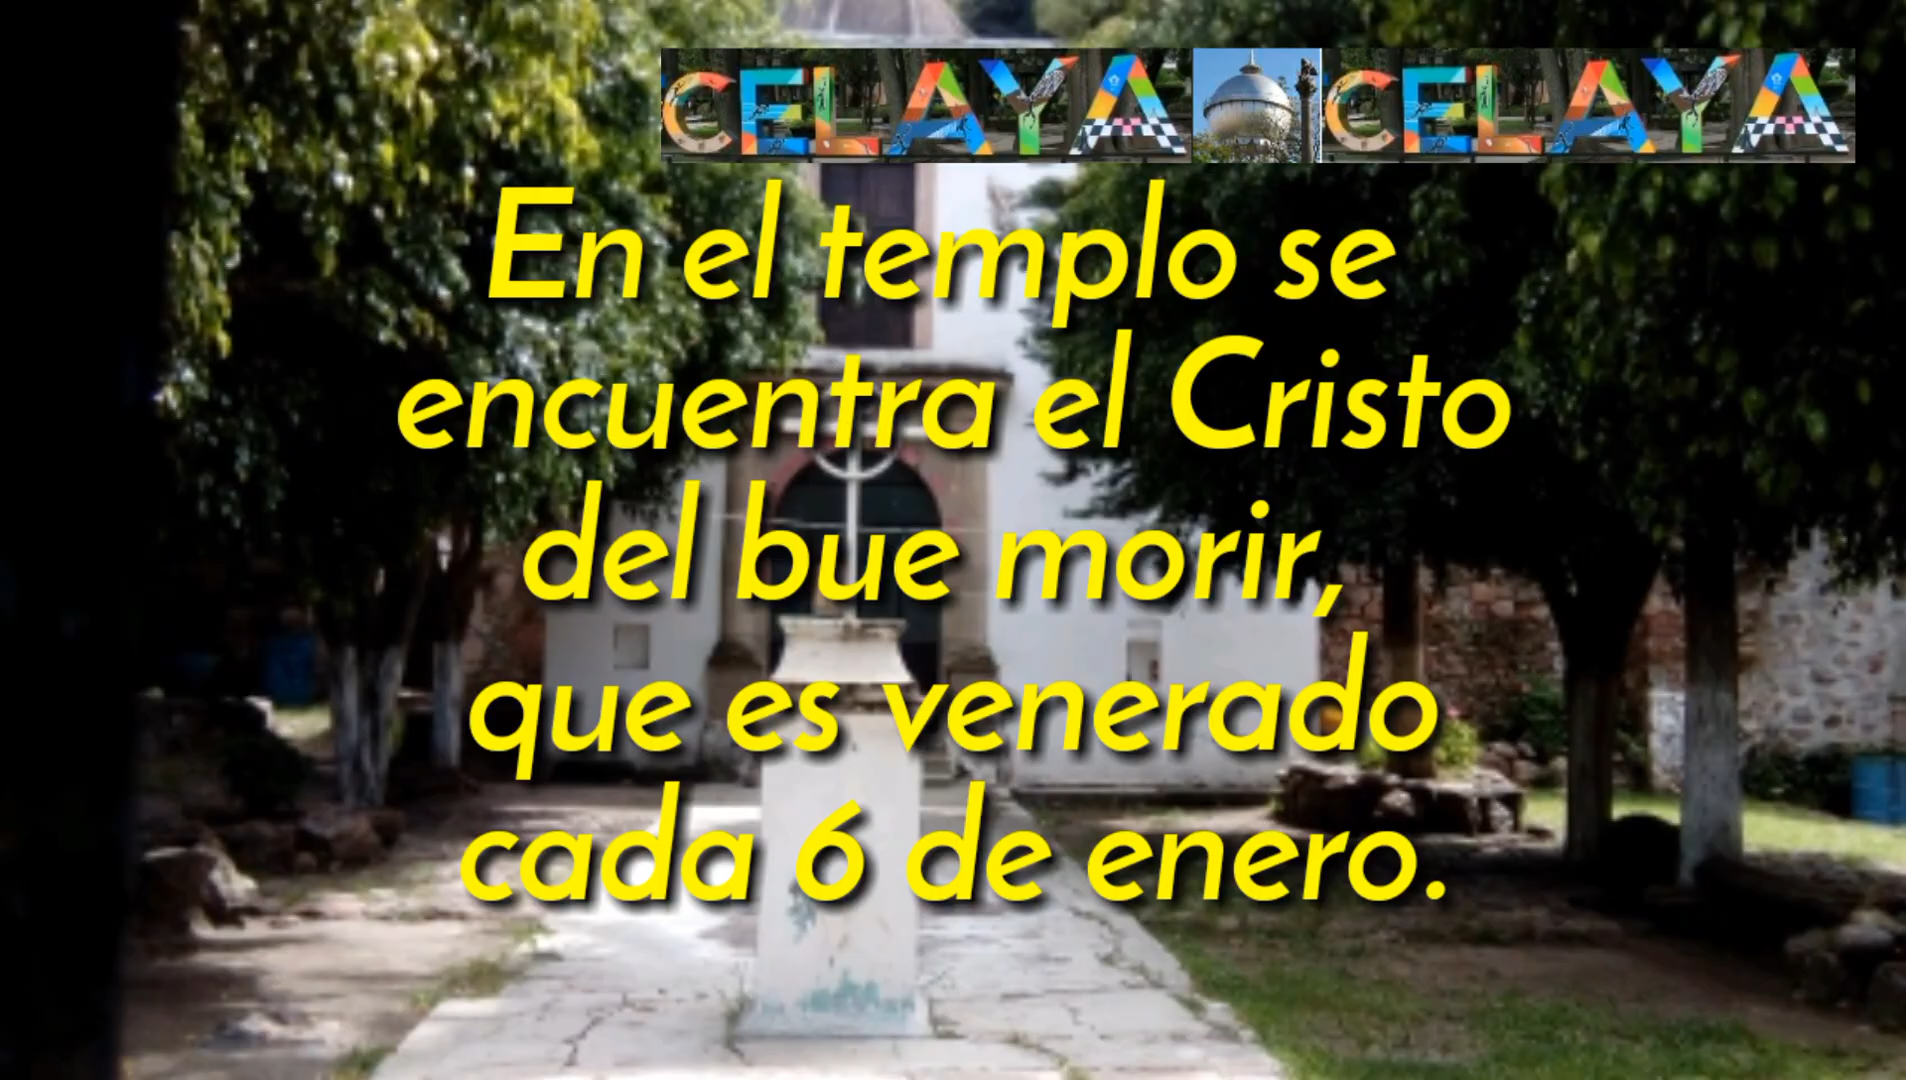 CELAYA CELAYA
En el templo se
encuentra el Cristo
del bue morir,
que es venerado
cada 6 de enero.